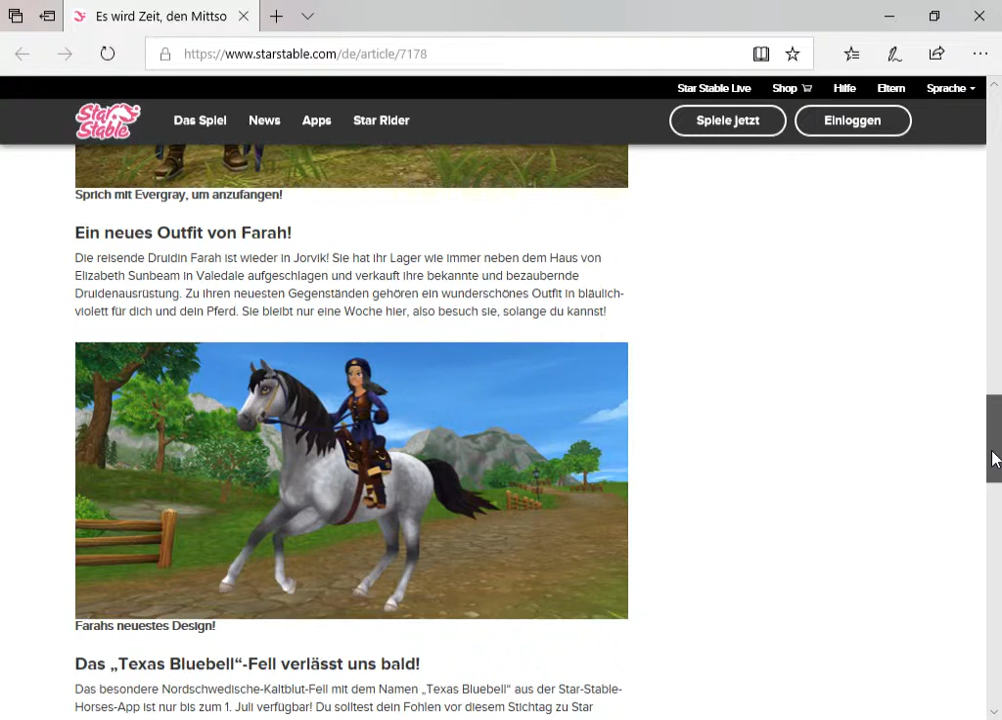 Es wird Zeit, den Mittso
https://www.starstable.com/de/article/7178
Star Stable Live Shop Hilfe Eltern Sprache
Star Stable
Das Spiel News Apps Star Rider Spiele jetzt Einloggen
Sprich mit Evergray, um anzufangen!
Ein neues Outfit von Farah!
Die reisende Druidin Farah ist wieder in Jorvik! Sie hat ihr Lager wie immer neben dem Haus von
Elizabeth Sunbeam in Valedale aufgeschlagen und verkauft ihre bekannte und bezaubernde
Druidenausrüstung. Zu ihren neuesten Gegenständen gehören ein wunderschönes Outfit in bläulich-
violett für dich und dein Pferd. Sie bleibt nur eine Woche hier, also besuch sie, solange du kannst!
Farahs neuestes Design!
Das „Texas Bluebell“-Fell verlässt uns bald!
Das besondere Nordschwedische-Kaltblut-Fell mit dem Namen „Texas Bluebell“ aus der Star-Stable-
Horses-App ist nur bis zum 1. Juli verfügbar! Du solltest dein Fohlen vor diesem Stichtag zu Star